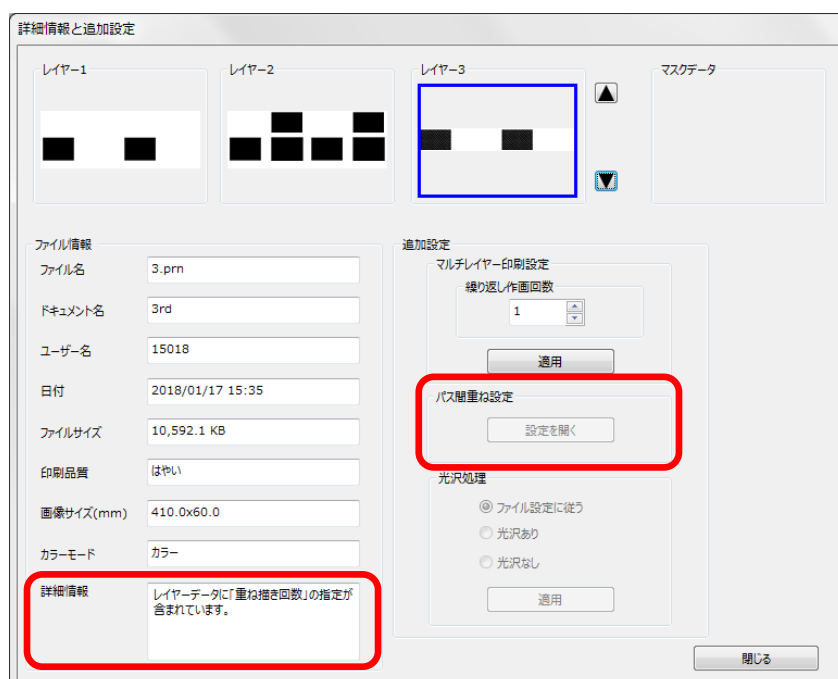 詳細情報と追加設定
レイヤー1
レイヤー2
レイヤー3
マスクデータ
ファイル情報
ファイル名
3.prn
ドキュメント名
3rd
ユーザー名
15018
日付
2018/01/17 15:35
ファイルサイズ
10,592.1 KB
印刷品質
はやい
画像サイズ(mm)
410.0x60.0
カラーモード
カラー
詳細情報
レイヤーデータに「重ね描き回数」の指定が
含まれています。
追加設定
マルチレイヤー印刷設定
繰り返し作画回数
1
適用
パス間重ね設定
設定を開く
光沢処理
ファイル設定に従う
光沢あり
光沢なし
適用
閉じる